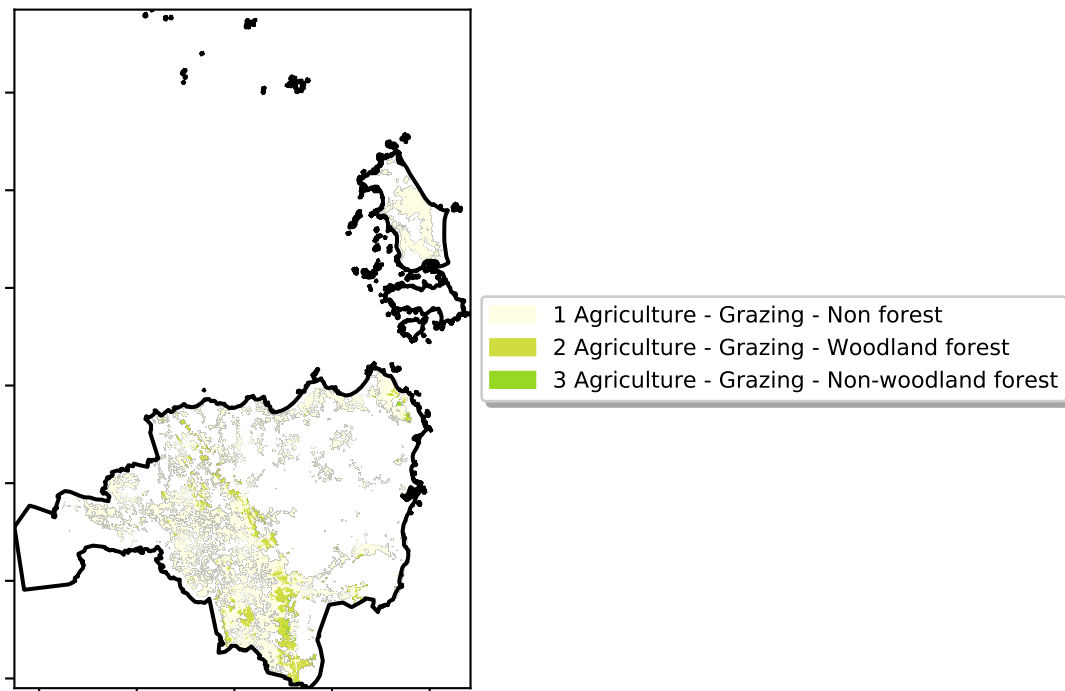 1 Agriculture - Grazing - Non forest
2 Agriculture - Grazing - Woodland forest
3 Agriculture - Grazing - Non-woodland forest